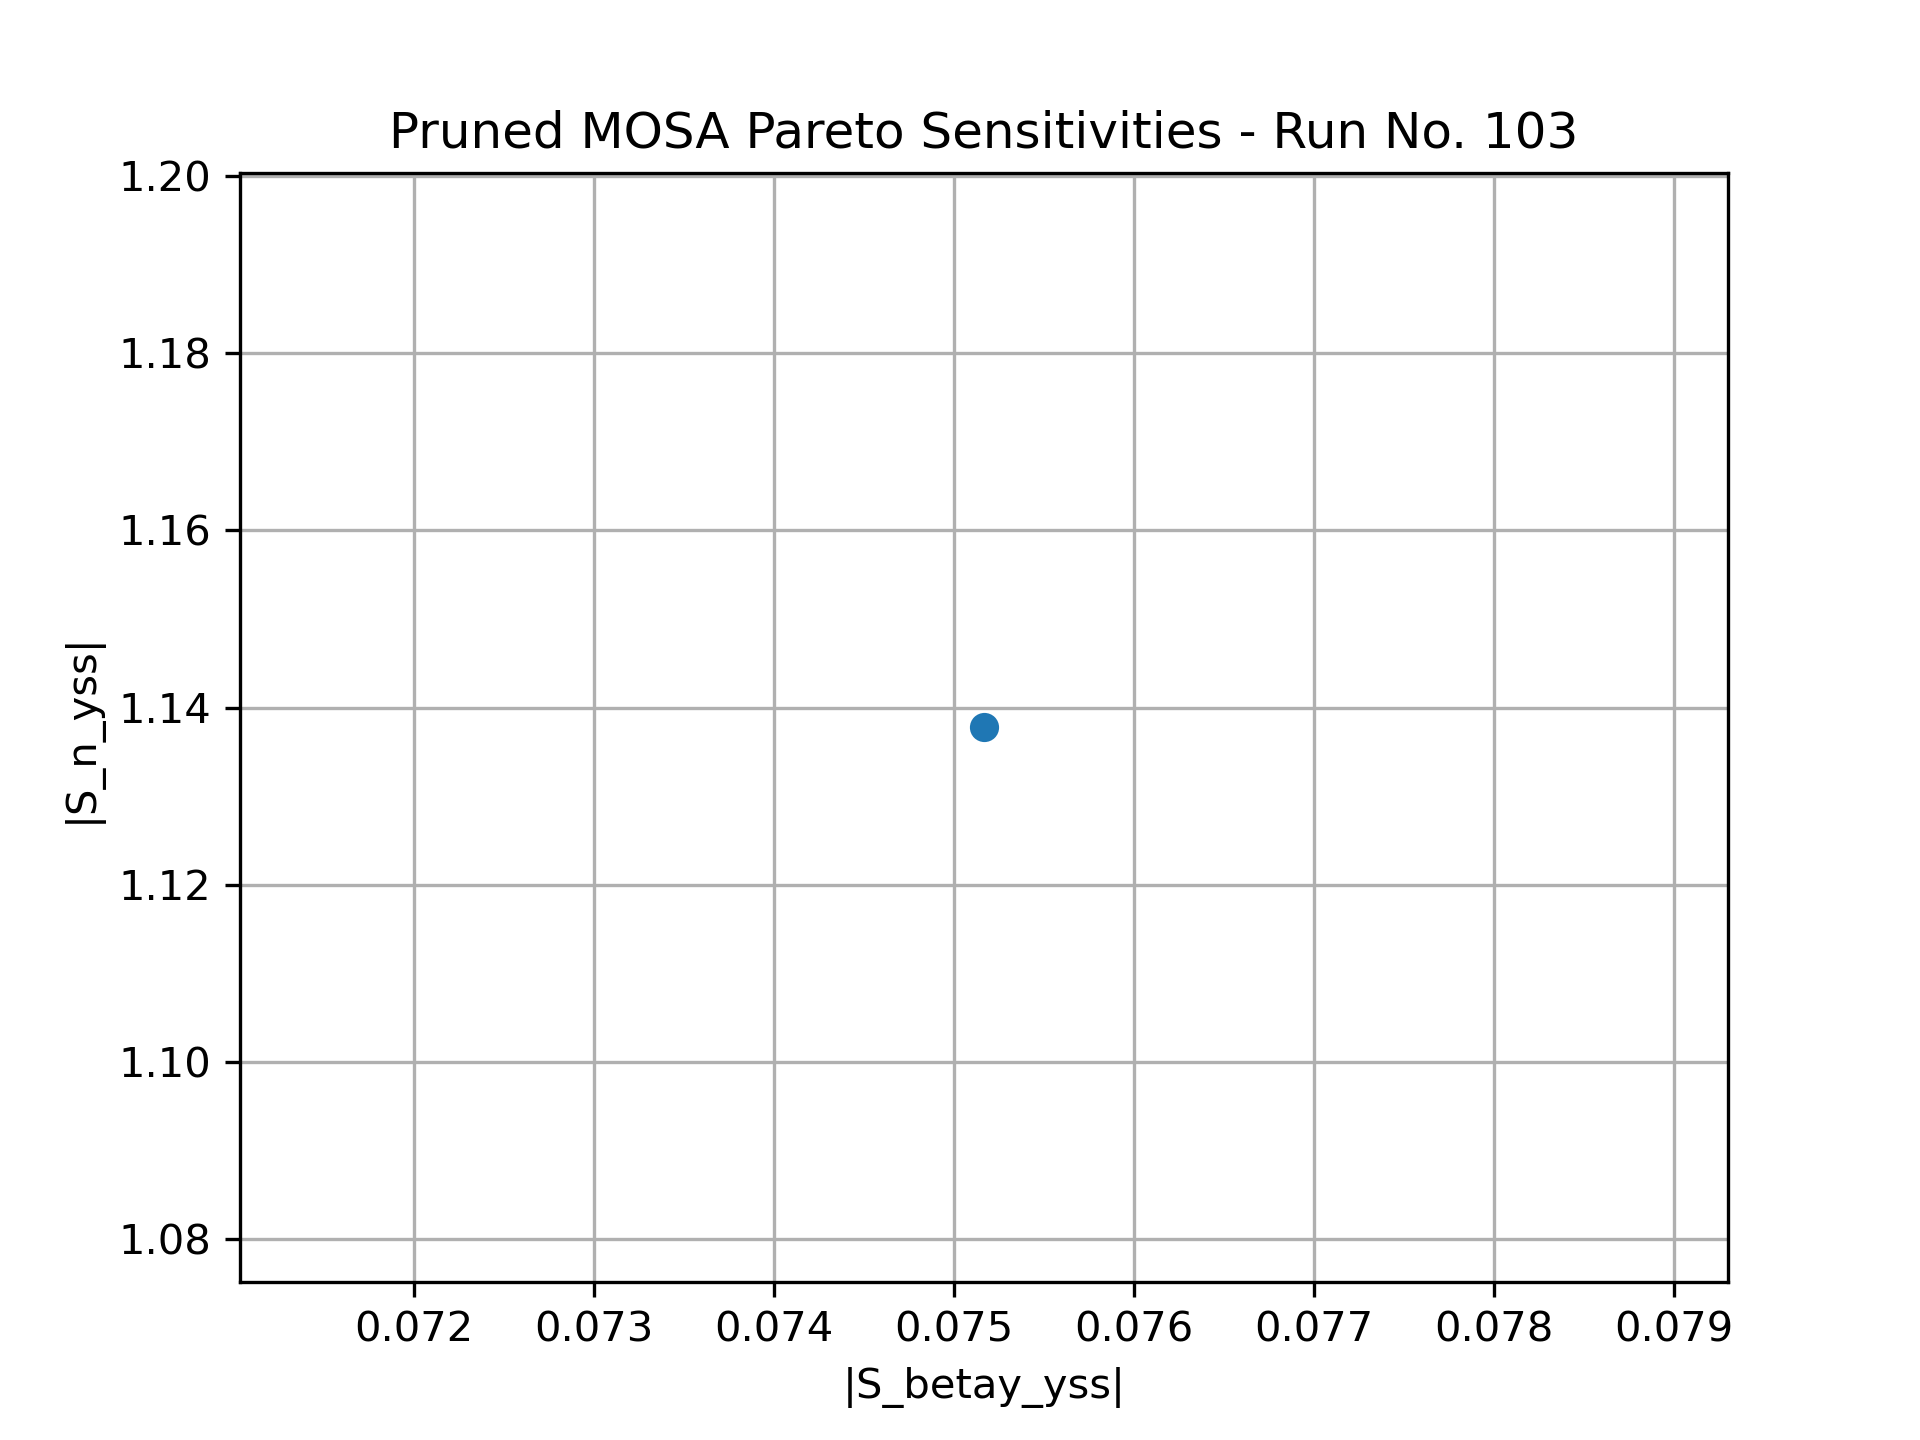 Pruned MOSA Pareto Sensitivities - Run No. 103
1.20
1.18
1.16
1.14
1.12
1.10
1.08
|S_n_yss|
0.072 0.073 0.074 0.075 0.076 0.077 0.078 0.079
|S_betay_yss|